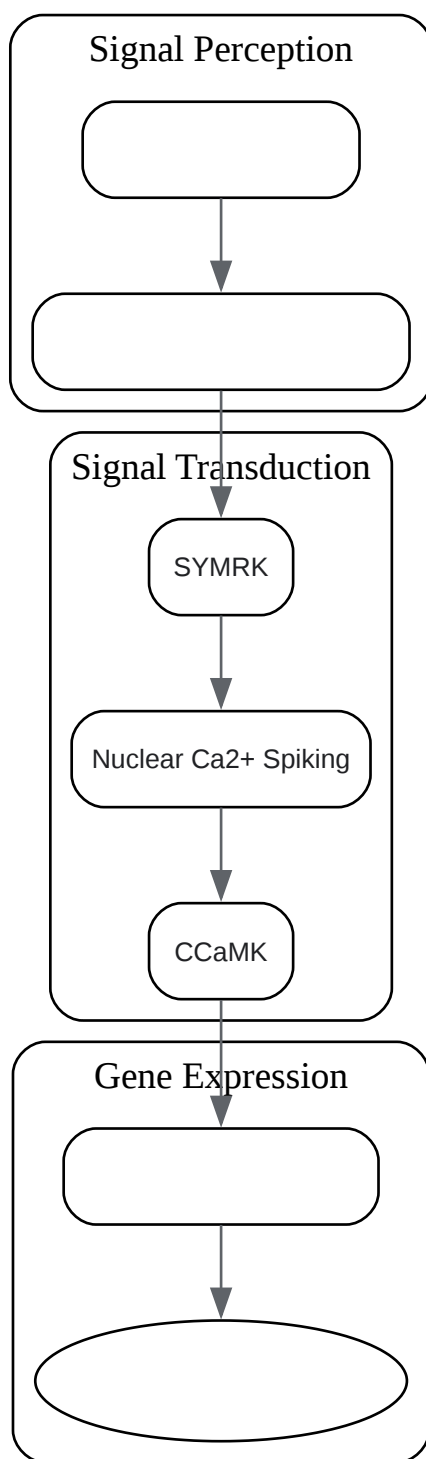 Signal Perception
Signal Transduction
SYMRK
Nuclear Ca2+ Spiking
CCaMK
Gene Expression